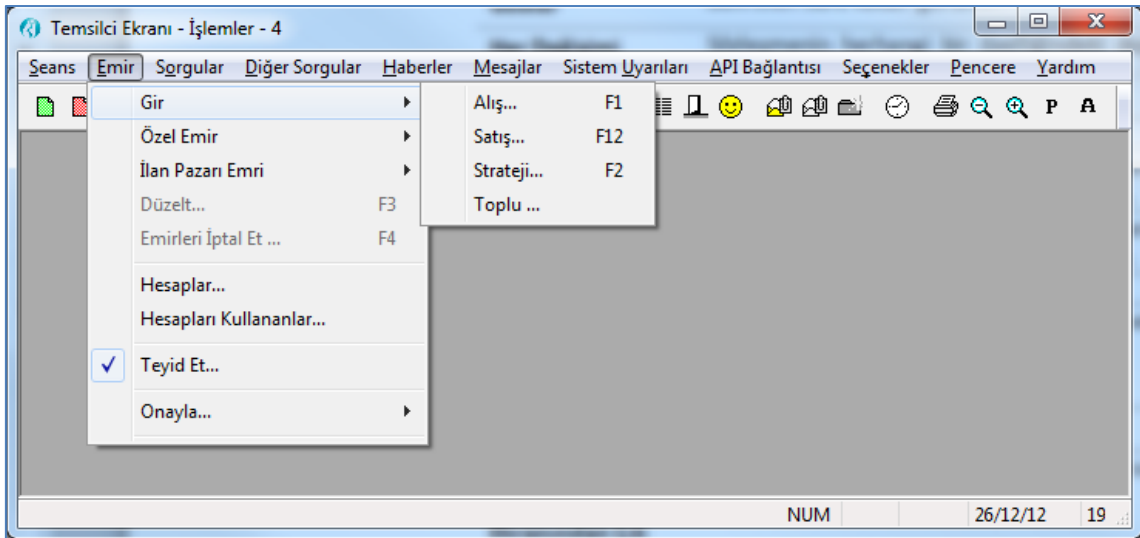 Temsilci Ekranı - İşlemler - 4
Seans Emir Sorgular Diğer Sorgular Haberler Mesajlar Sistem Uyarıları API Bağlantısı Seçenekler Pencere Yardım
P A
Gir
Özel Emir
İlan Pazarı Emri
Düzelt... F3
Emirleri İptal Et ... F4
Hesaplar...
Hesapları Kullananlar...
Teyid Et...
Onayla...
Alış... F1
Satış... F12
Strateji... F2
Toplu ...
NUM 26/12/12 19